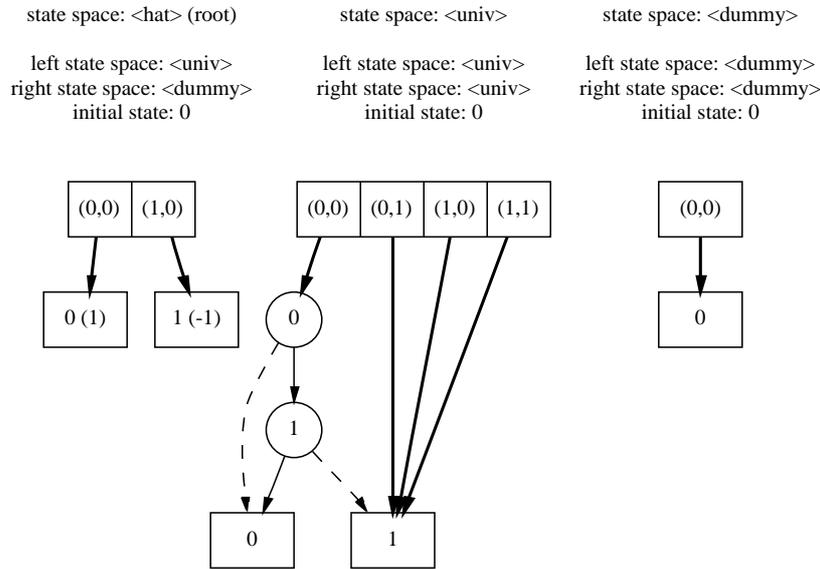 state space: <hat> (root)
left state space: <univ>
right state space: <dummy>
initial state: 0
state space: <univ>
left state space: <univ>
right state space: <univ>
initial state: 0
state space: <dummy>
left state space: <dummy>
right state space: <dummy>
initial state: 0
(0,0) (1,0)
(0,0) (0,1) (1,0) (1,1)
(0,0)
0 (1)
1 (-1)
0
0
1
0
1